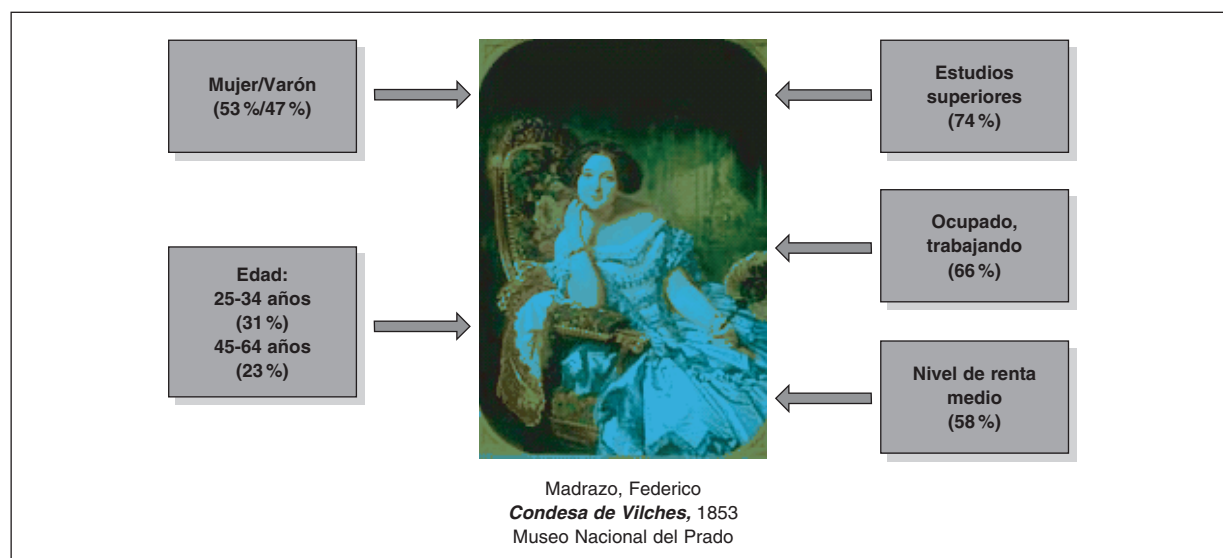 Mujer/Varón
(53 %/47 %)
Edad:
25-34 años
(31 %)
45-64 años
(23 %)
Estudios
superiores
(74 %)
Ocupado,
trabajando
(66 %)
Nivel de renta
medio
(58 %)
Madrazo, Federico
Condesa de Vilches, 1853
Museo Nacional del Prado